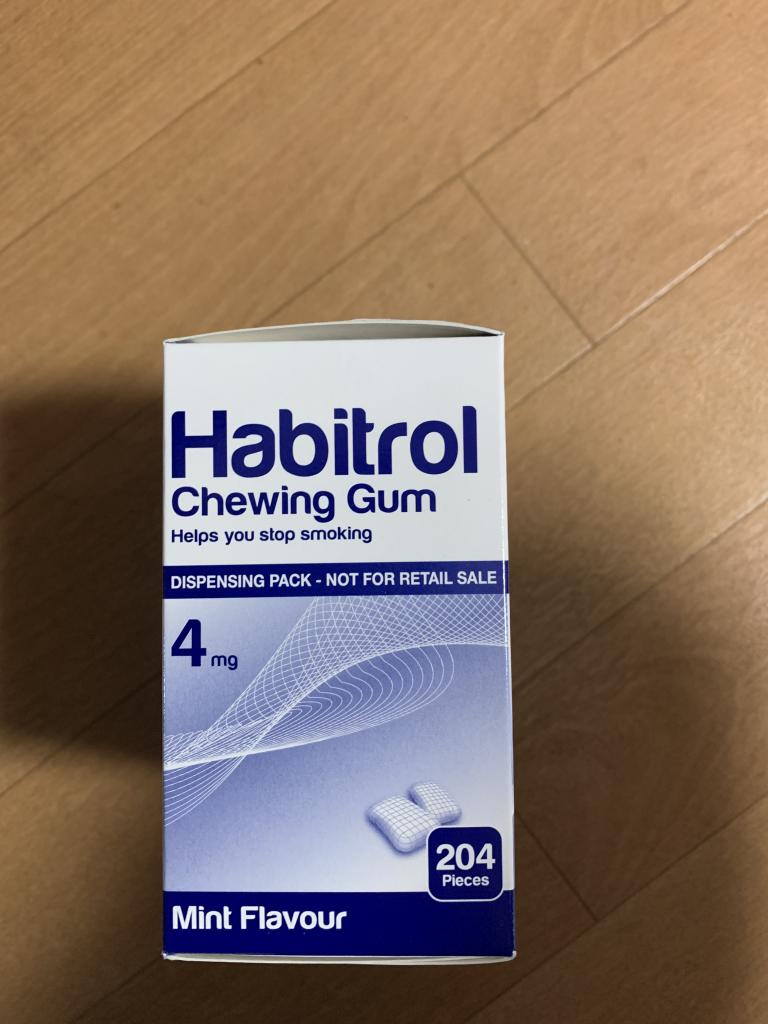 Habitrol
Chewing Gum
Helps you stop smoking
DISPENSING PACK - NOT FOR RETAIL SALE
4 mg
204
Pieces
Mint Flavour